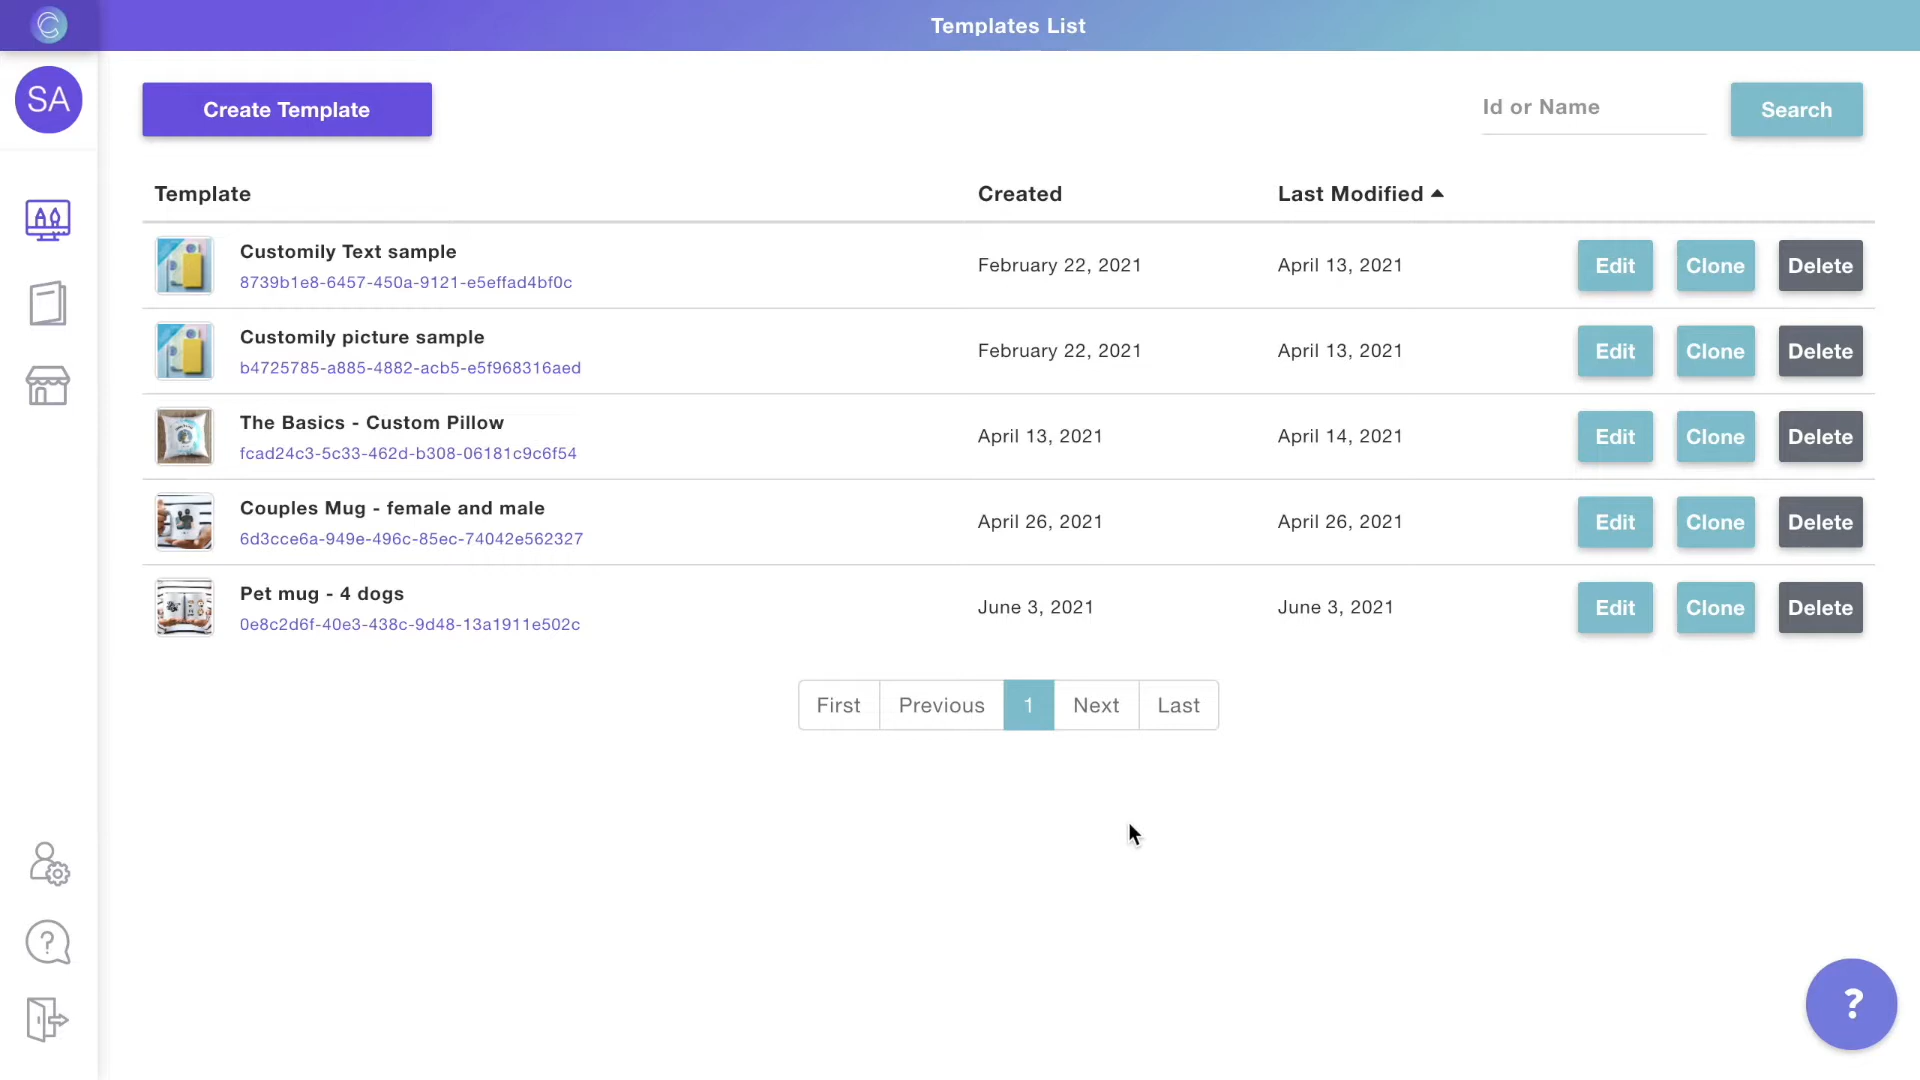 Templates List
SA
Create Template
Id or Name
Search
Template Created Last Modified
Customily Text sample
8739b1e8-6457-450a-9121-e5effad4bf0c
February 22, 2021 April 13, 2021 Edit Clone Delete
Customily picture sample
b4725785-a885-4882-acb5-e5f968316aed
February 22, 2021 April 13, 2021 Edit Clone Delete
The Basics - Custom Pillow
fcad24c3-5c33-462d-b308-06181c9c6f54
April 13, 2021 April 14, 2021 Edit Clone Delete
Couples Mug - female and male
6d3cce6a-949e-496c-85ec-74042e562327
April 26, 2021 April 26, 2021 Edit Clone Delete
Pet mug - 4 dogs
0e8c2d6f-40e3-438c-9d48-13a1911e502c
June 3, 2021 June 3, 2021 Edit Clone Delete
First Previous 1 Next Last
?